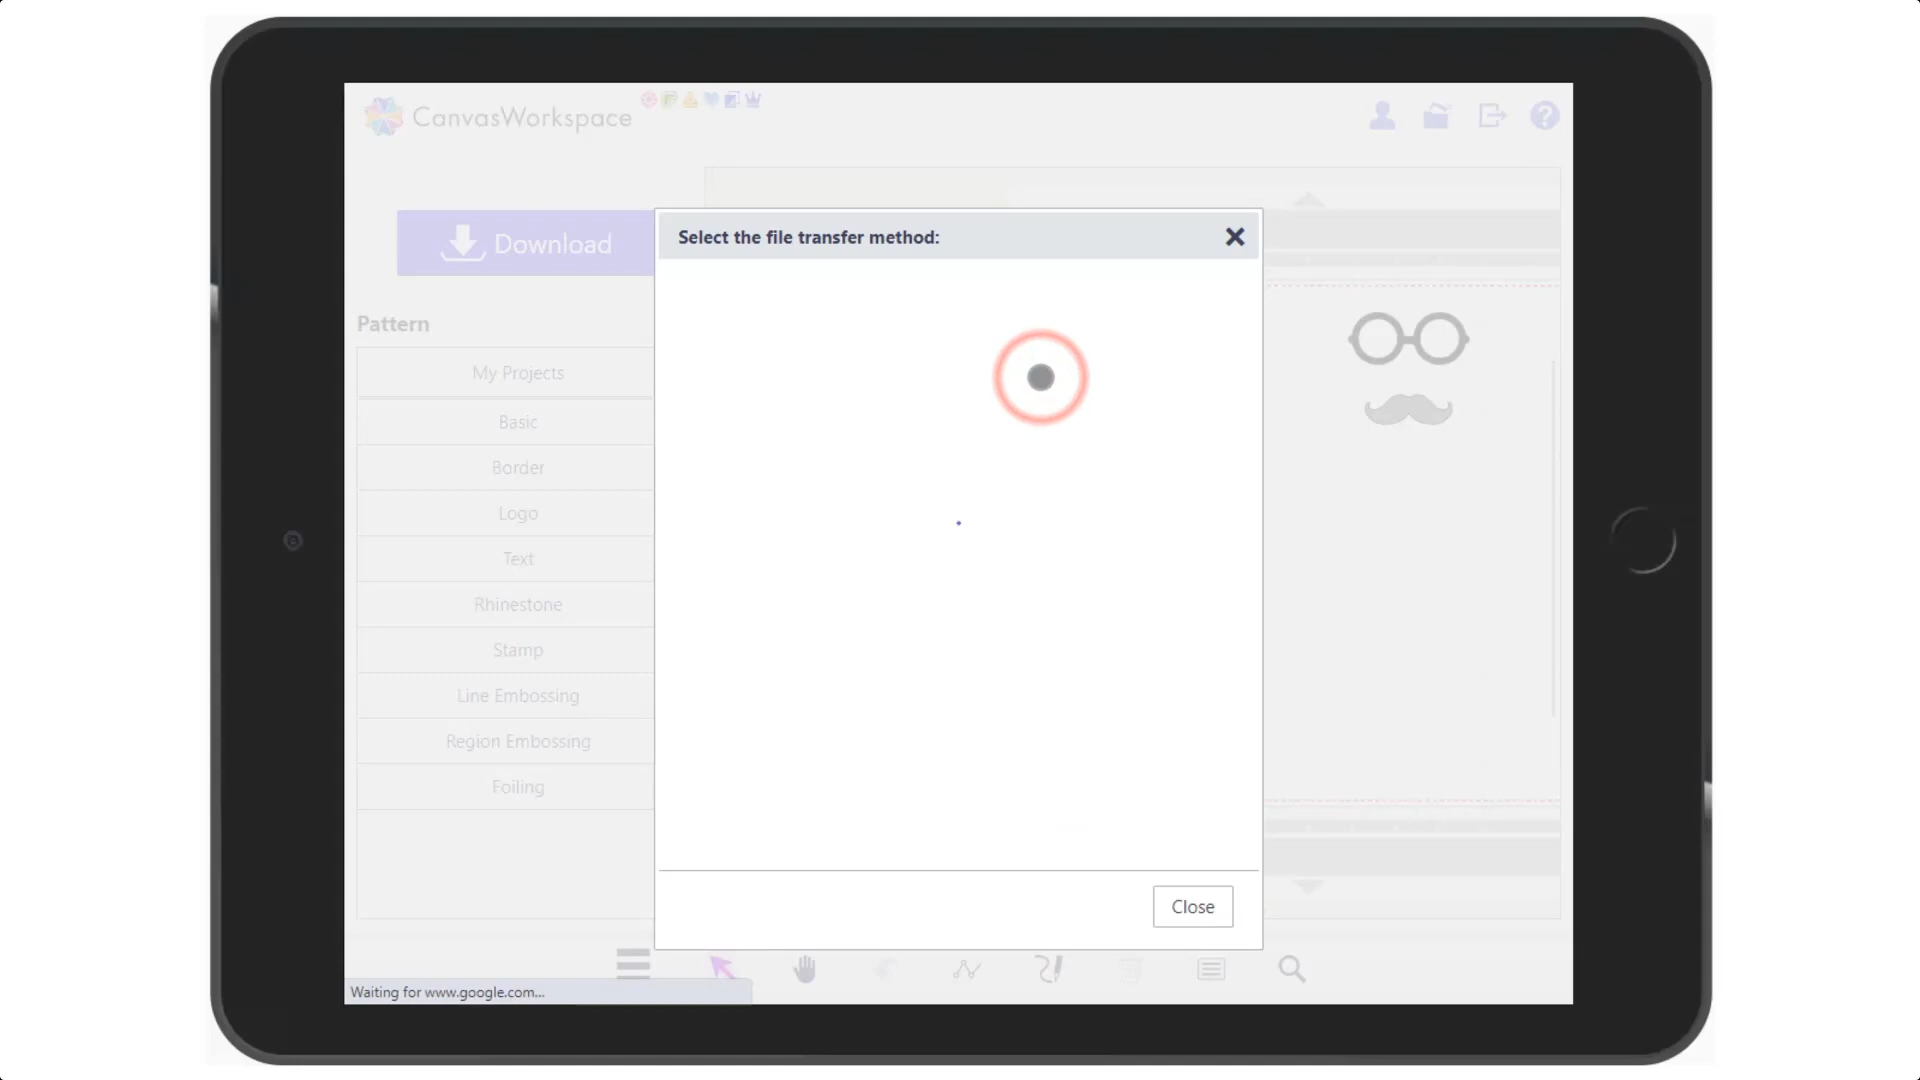 CanvasWorkspace
Download
Select the file transfer method:
Pattern
My Projects
Basic
Border
Logo
Text
Rhinestone
Stamp
Line Embossing
Region Embossing
Foiling
Close
Waiting for www.google.com...